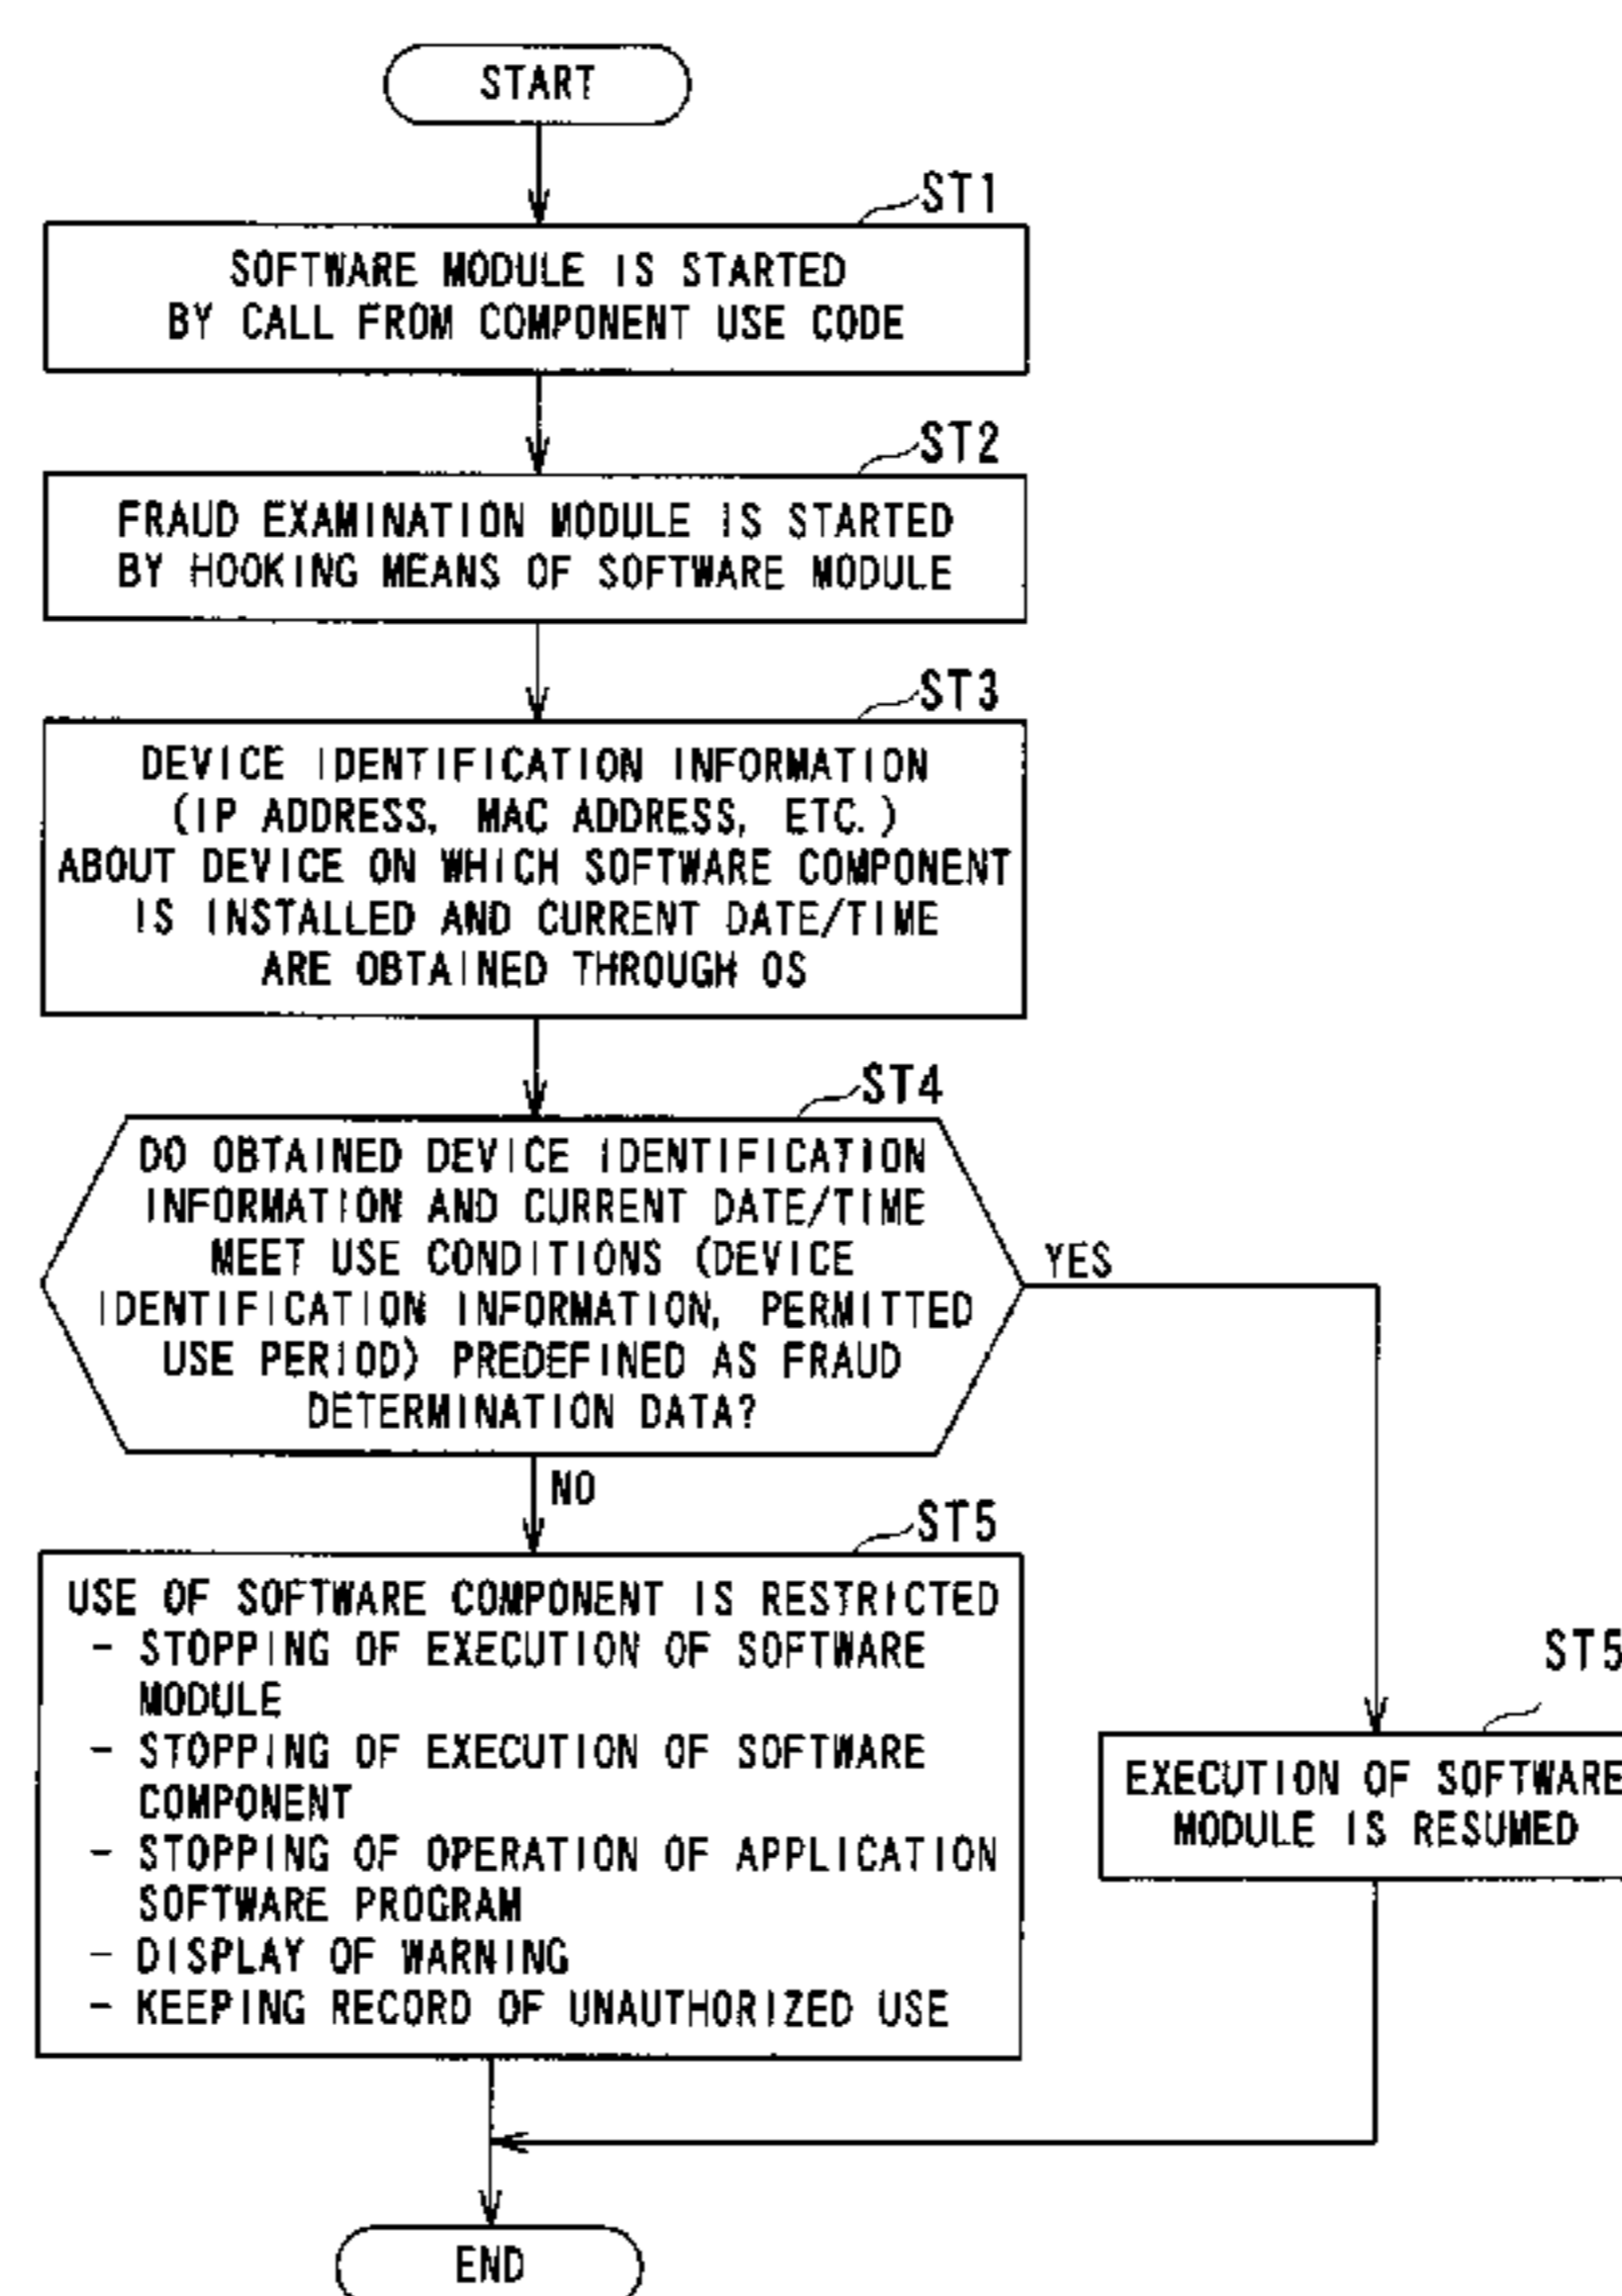 START
ST1
SOFTWARE MODULE IS STARTED
BY CALL FROM COMPONENT USE CODE
ST2
FRAUD EXAMINATION MODULE IS STARTED
BY HOOKING MEANS OF SOFTWARE MODULE
ST3
DEVICE IDENTIFICATION INFORMATION
(IP ADDRESS, MAC ADDRESS, ETC.)
ABOUT DEVICE ON WHICH SOFTWARE COMPONENT
IS INSTALLED AND CURRENT DATE/TIME
ARE OBTAINED THROUGH OS
ST4
DO OBTAINED DEVICE IDENTIFICATION
INFORMATION AND CURRENT DATE/TIME
MEET USE CONDITIONS (DEVICE
IDENTIFICATION INFORMATION, PERMITTED
USE PERIOD) PREDEFINED AS FRAUD
DETERMINATION DATA?
YES
NO
ST5
USE OF SOFTWARE COMPONENT IS RESTRICTED
- STOPPING OF EXECUTION OF SOFTWARE
MODULE
- STOPPING OF EXECUTION OF SOFTWARE
COMPONENT
- STOPPING OF OPERATION OF APPLICATION
SOFTWARE PROGRAM
- DISPLAY OF WARNING
- KEEPING RECORD OF UNAUTHORIZED USE
ST5
EXECUTION OF SOFTWARE
MODULE IS RESUMED
END